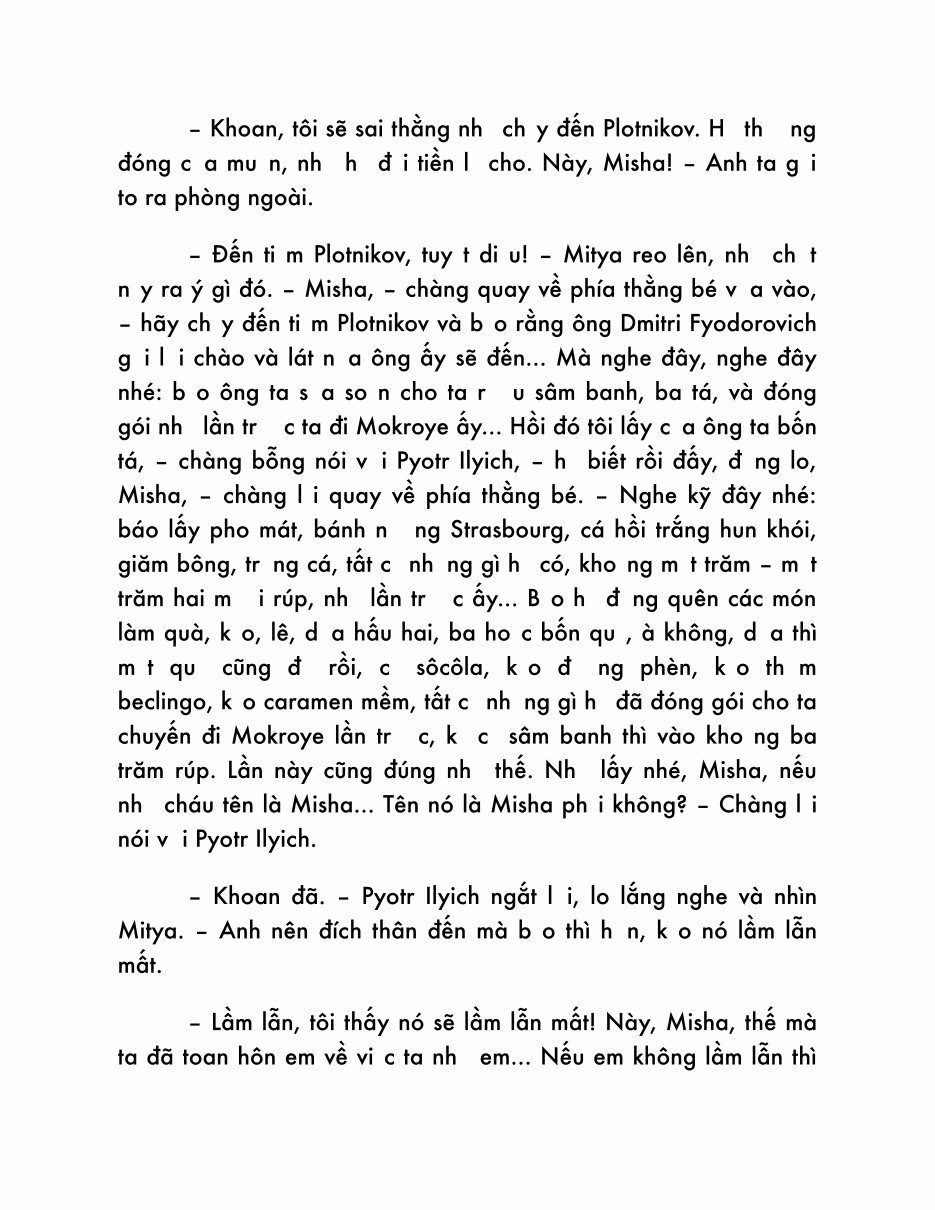 – Khoan, tôi sẽ sai thằng nh ch y đến Plotnikov. H th ng
đóng c a mu n, nh h đ i tiền l cho. Này, Misha! – Anh ta g i
to ra phòng ngoài.
– Đến ti m Plotnikov, tuy t di u! – Mitya reo lên, nh ch t
n y ra ý gì đó. – Misha, – chàng quay về phía thằng bé v a vào,
– hãy ch y đến ti m Plotnikov và b o rằng ông Dmitri Fyodorovich
g i l i chào và lát n a ông ấy sẽ đến... Mà nghe đây, nghe đây
nhé: b o ông ta s a so n cho ta r u sâm banh, ba tá, và đóng
gói nh lần tr c ta đi Mokroye ấy... Hồi đó tôi lấy c a ông ta bốn
tá, – chàng bỗng nói v i Pyotr Ilyich, – h biết rồi đấy, đ ng lo,
Misha, – chàng l i quay về phía thằng bé. – Nghe kỹ đây nhé:
báo lấy pho mát, bánh n ng Strasbourg, cá hồi trắng hun khói,
giăm bông, tr ng cá, tất c nh ng gì h có, kho ng m t trăm – m t
trăm hai m i rúp, nh lần tr c ấy... B o h đ ng quên các món
làm quà, k o, lê, d a hấu hai, ba ho c bốn qu , à không, d a thì
m t qu cũng đ rồi, c sôcôla, k o đ ng phèn, k o th m
beclingo, k o caramen mềm, tất c nh ng gì h đã đóng gói cho ta
chuyến đi Mokroye lần tr c, k c sâm banh thì vào kho ng ba
trăm rúp. Lần này cũng đúng nh thế. Nh lấy nhé, Misha, nếu
nh cháu tên là Misha... Tên nó là Misha ph i không? – Chàng l i
nói v i Pyotr Ilyich.
– Khoan đã. – Pyotr Ilyich ngắt l i, lo lắng nghe và nhìn
Mitya. – Anh nên đích thân đến mà b o thì h n, k o nó lầm lẫn
mất.
– Lầm lẫn, tôi thấy nó sẽ lầm lẫn mất! Này, Misha, thế mà
ta đã toan hôn em về vi c ta nh em... Nếu em không lầm lẫn thì